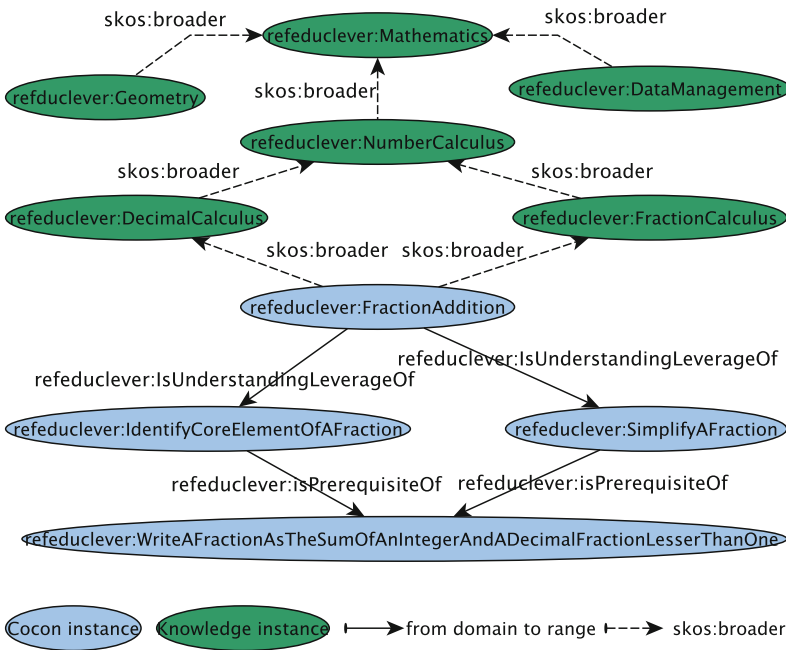 skos:broader
skos:broader
refeduclever:Mathematics
refduclever:Geometry
refeduclever:DataManagement
skos:broader
refeduclever:NumberCalculus
skos:broader
skos:broader
refeduclever:DecimalCalculus
refeduclever:FractionCalculus
skos:broader
skos:broader
refeduclever:FractionAddition
refeduclever:IsUnderstandingLeverageOf
refeduclever:IsUnderstandingLeverageOf
refeduclever:IdentifyCoreElementOfAFraction
refeduclever:SimplifyAFraction
refeduclever:isPrerequisiteOf
refeduclever:isPrerequisiteOf
refeduclever:WriteAFractionAsTheSumOfAnIntegerAndADecimalFractionLesserThanOne
Cocon instance
Knowledge instance
from domain to range
skos:broader